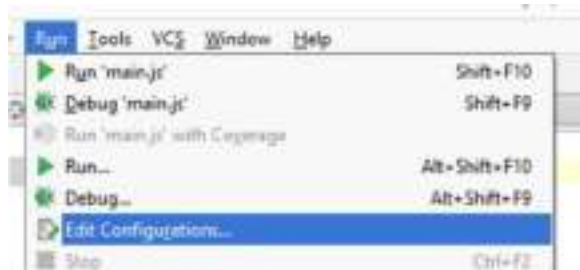 Run Tools VCS Window Help
Run 'main.js' Shift+F10
Debug 'main.js' Shift+F9
Run 'main.js' with Coverage
Run... Alt+Shift+F10
Debug... Alt+Shift+F9
Edit Configurations...
Stop Ctrl+F2